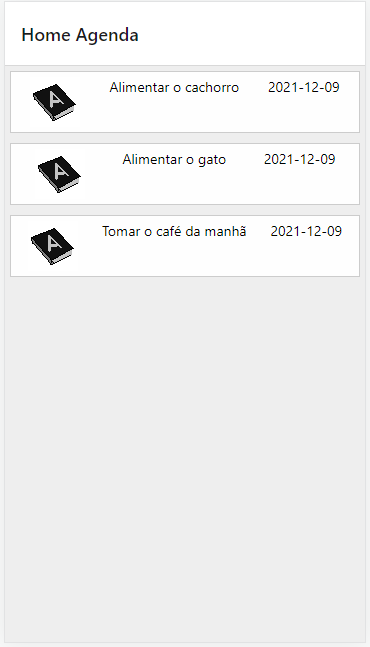 Home Agenda
A Alimentar o cachorro 2021-12-09
A Alimentar o gato 2021-12-09
A Tomar o café da manhã 2021-12-09